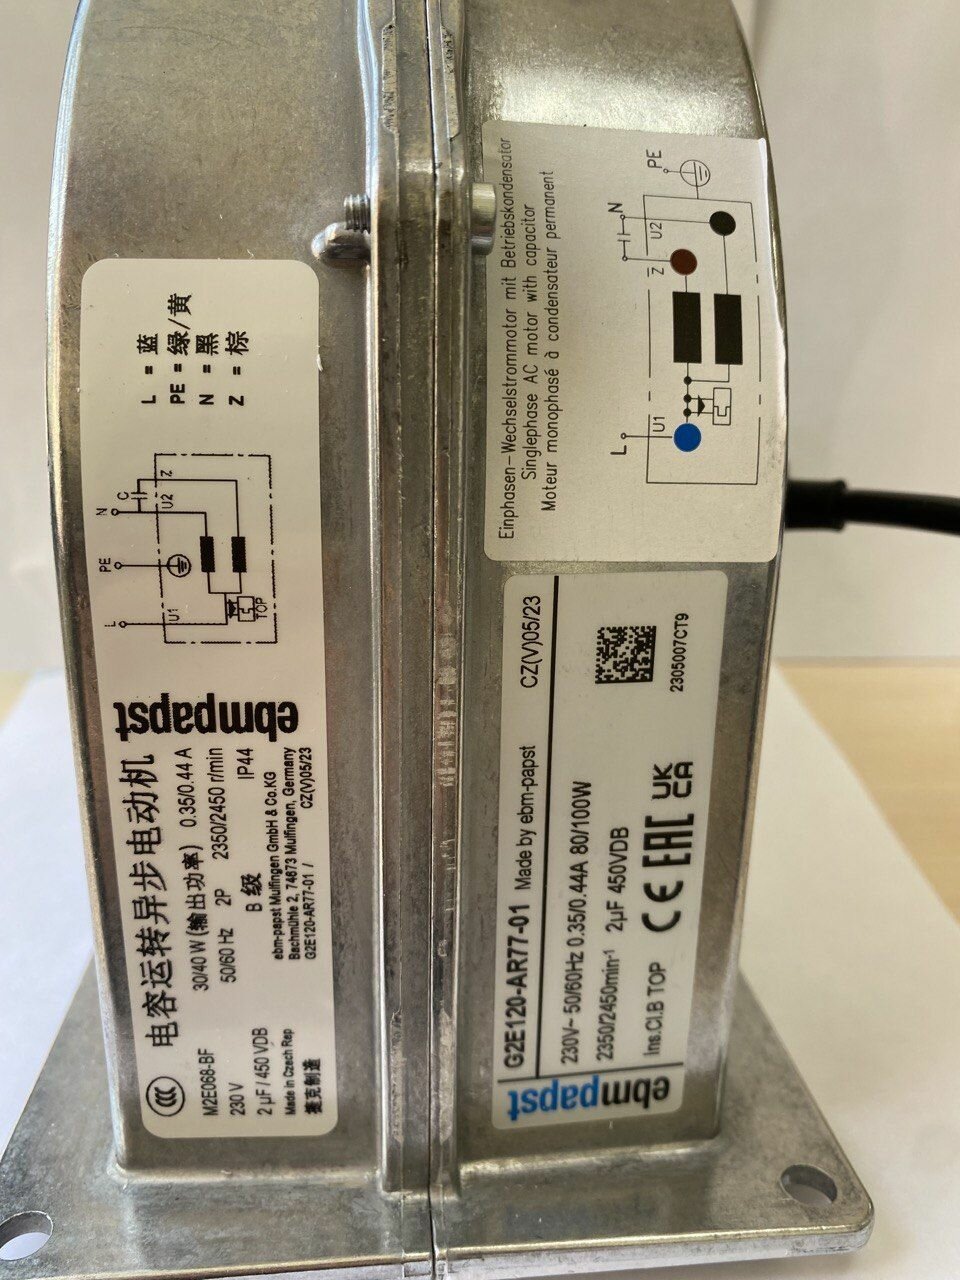 电容运转异步电动机
ebmpapst
M2E068-BF
30/40 W (输出功率)
0.35/0.44 A
230 V
50/60 Hz
2P
2350/2450 r/min
2 µF / 450 VDB
B 级
IP44
Made in Czech Rep
捷克制造
ebm-papst Mulfingen GmbH & Co.KG
Bachmühle 2, 74673 Mulfingen, Germany
G2E120-AR77-01 /
CZ(V)05/23
L
PE
N
C
U1
U2
Z
TOP
L = 蓝
PE = 绿/黄
N = 黑
Z = 棕
Einphasen-Wechselstrommotor mit Betriebskondensator
Singlephase AC motor with capacitor
Moteur monophasé à condensateur permanent
L
N
PE
U1
Z
U2
ebmpapst
G2E120-AR77-01 Made by ebm-papst
CZ(V)05/23
230V~ 50/60Hz 0.35/0.44A 80/100W
2350/2450min-1 2µF 450VDB
Ins.Cl.B TOP
CE EAC UK CA
2305007CT9